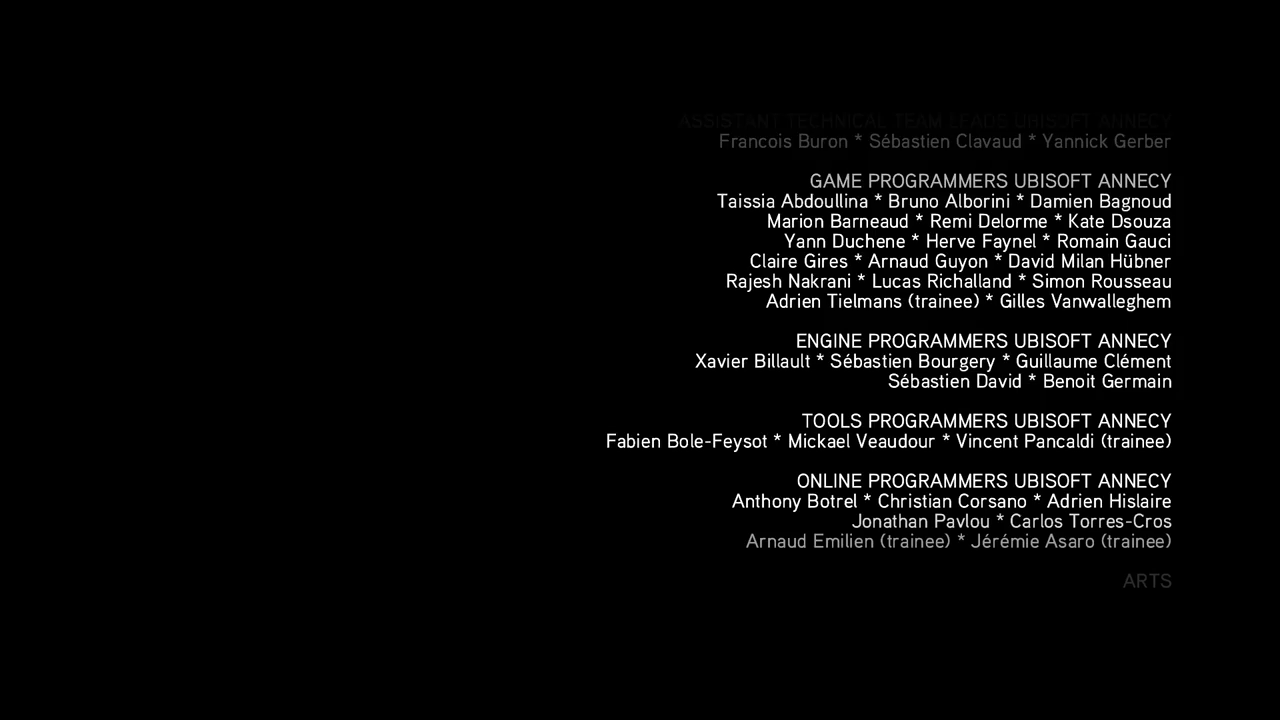 ASSISTANT TECHNICAL TEAM LEADS UBISOFT ANNECY
Francois Buron * Sébastien Clavaud * Yannick Gerber
GAME PROGRAMMERS UBISOFT ANNECY
Taissia Abdoullina * Bruno Alborini * Damien Bagnoud
Marion Barneaud * Remi Delorme * Kate Dsouza
Yann Duchene * Herve Faynel * Romain Gauci
Claire Gires * Arnaud Guyon * David Milan Hübner
Rajesh Nakrani * Lucas Richalland * Simon Rousseau
Adrien Tielmans (trainee) * Gilles Vanwalleghem
ENGINE PROGRAMMERS UBISOFT ANNECY
Xavier Billault * Sébastien Bourgery * Guillaume Clément
Sébastien David * Benoit Germain
TOOLS PROGRAMMERS UBISOFT ANNECY
Fabien Bole-Feysot * Mickael Veaudour * Vincent Pancaldi (trainee)
ONLINE PROGRAMMERS UBISOFT ANNECY
Anthony Botrel * Christian Corsano * Adrien Hislaire
Jonathan Pavlou * Carlos Torres-Cros
Arnaud Emilien (trainee) * Jérémie Asaro (trainee)
ARTS